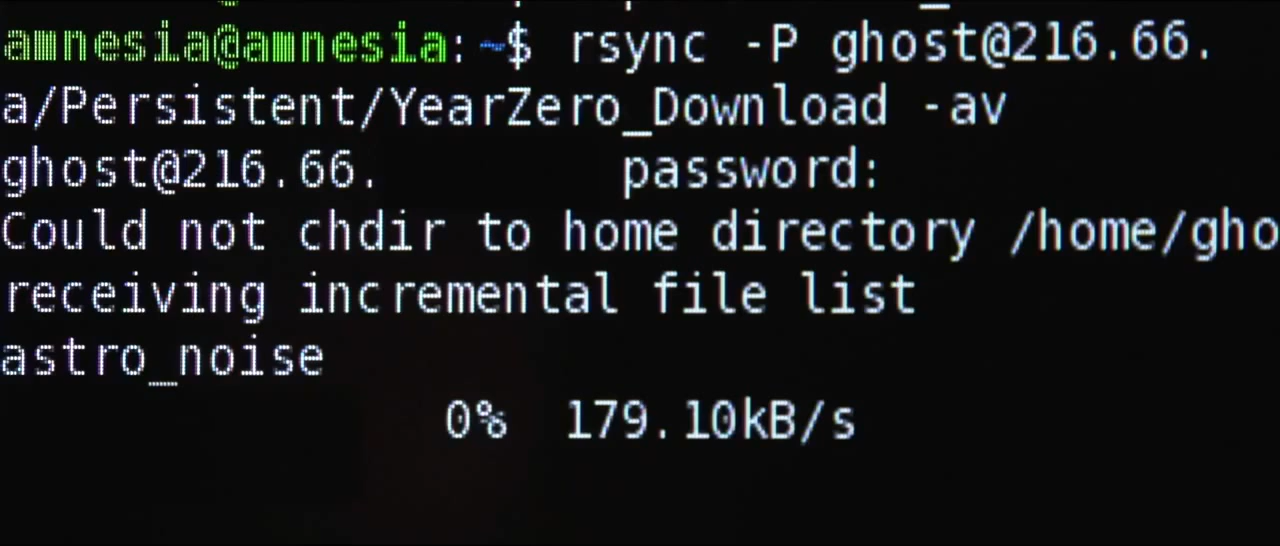 amnesia@amnesia:~$ rsync -P ghost@216.66.
a/Persistent/YearZero_Download -av
ghost@216.66. password:
Could not chdir to home directory /home/gho
receiving incremental file list
astro_noise
0% 179.10kB/s